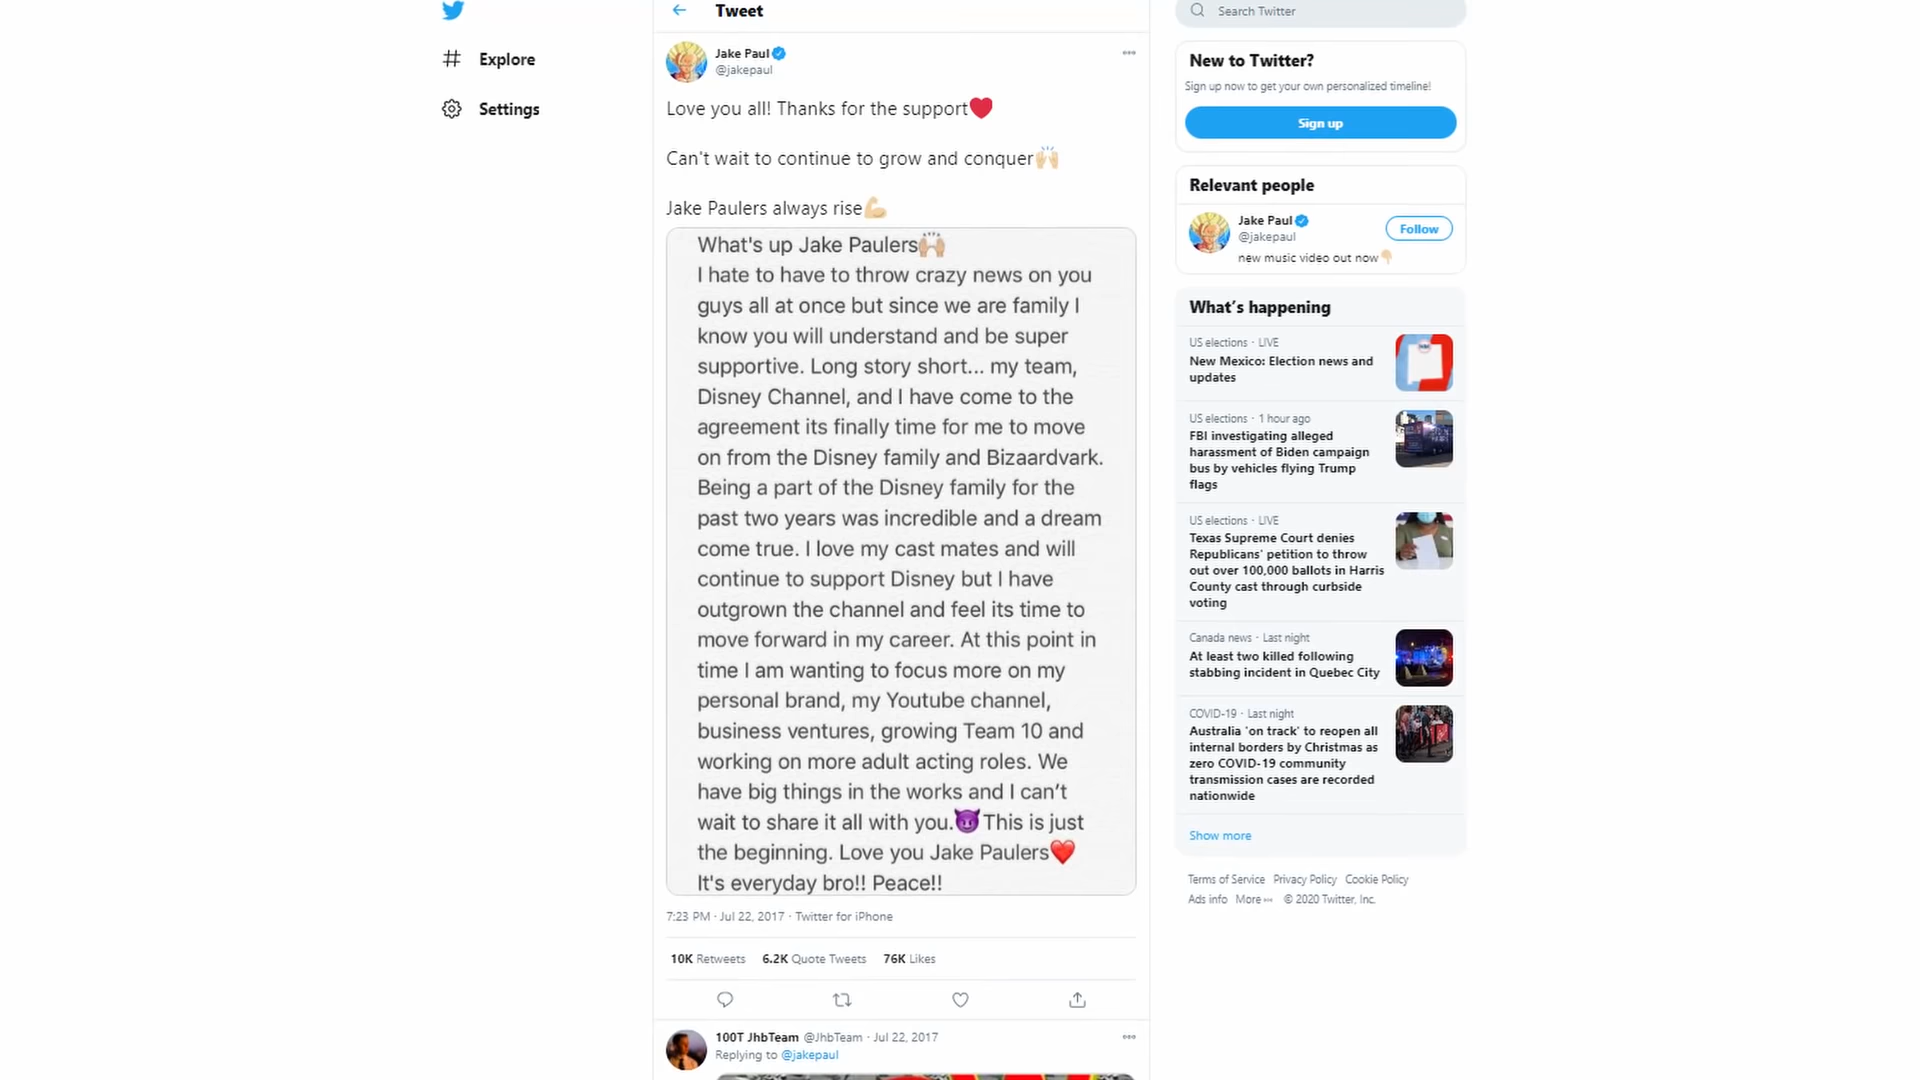 Explore
Settings
Tweet
Jake Paul
@jakepaul
Love you all! Thanks for the support❤️
Can't wait to continue to grow and conquer🙌🏼
Jake Paulers always rise💪🏼
What's up Jake Paulers🙌🏼
I hate to have to throw crazy news on you
guys all at once but since we are family I
know you will understand and be super
supportive. Long story short... my team,
Disney Channel, and I have come to the
agreement its finally time for me to move
on from the Disney family and Bizaardvark.
Being a part of the Disney family for the
past two years was incredible and a dream
come true. I love my cast mates and will
continue to support Disney but I have
outgrown the channel and feel its time to
move forward in my career. At this point in
time I am wanting to focus more on my
personal brand, my Youtube channel,
business ventures, growing Team 10 and
working on more adult acting roles. We
have big things in the works and I can’t
wait to share it all with you.😈This is just
the beginning. Love you Jake Paulers❤️
It's everyday bro!! Peace!!
7:23 PM · Jul 22, 2017 · Twitter for iPhone
10K Retweets 6.2K Quote Tweets 76K Likes
100T JhbTeam @JhbTeam · Jul 22, 2017
Replying to @jakepaul
Search Twitter
New to Twitter?
Sign up now to get your own personalized timeline!
Sign up
Relevant people
Jake Paul
@jakepaul
Follow
new music video out now👇🏼
What’s happening
US elections · LIVE
New Mexico: Election news and
updates
US elections · 1 hour ago
FBI investigating alleged
harassment of Biden campaign
bus by vehicles flying Trump
flags
US elections · LIVE
Texas Supreme Court denies
Republicans' petition to throw
out over 100,000 ballots in Harris
County cast through curbside
voting
Canada news · Last night
At least two killed following
stabbing incident in Quebec City
COVID-19 · Last night
Australia 'on track' to reopen all
internal borders by Christmas as
zero COVID-19 community
transmission cases are recorded
nationwide
Show more
Terms of Service Privacy Policy Cookie Policy
Ads info More ··· © 2020 Twitter, Inc.